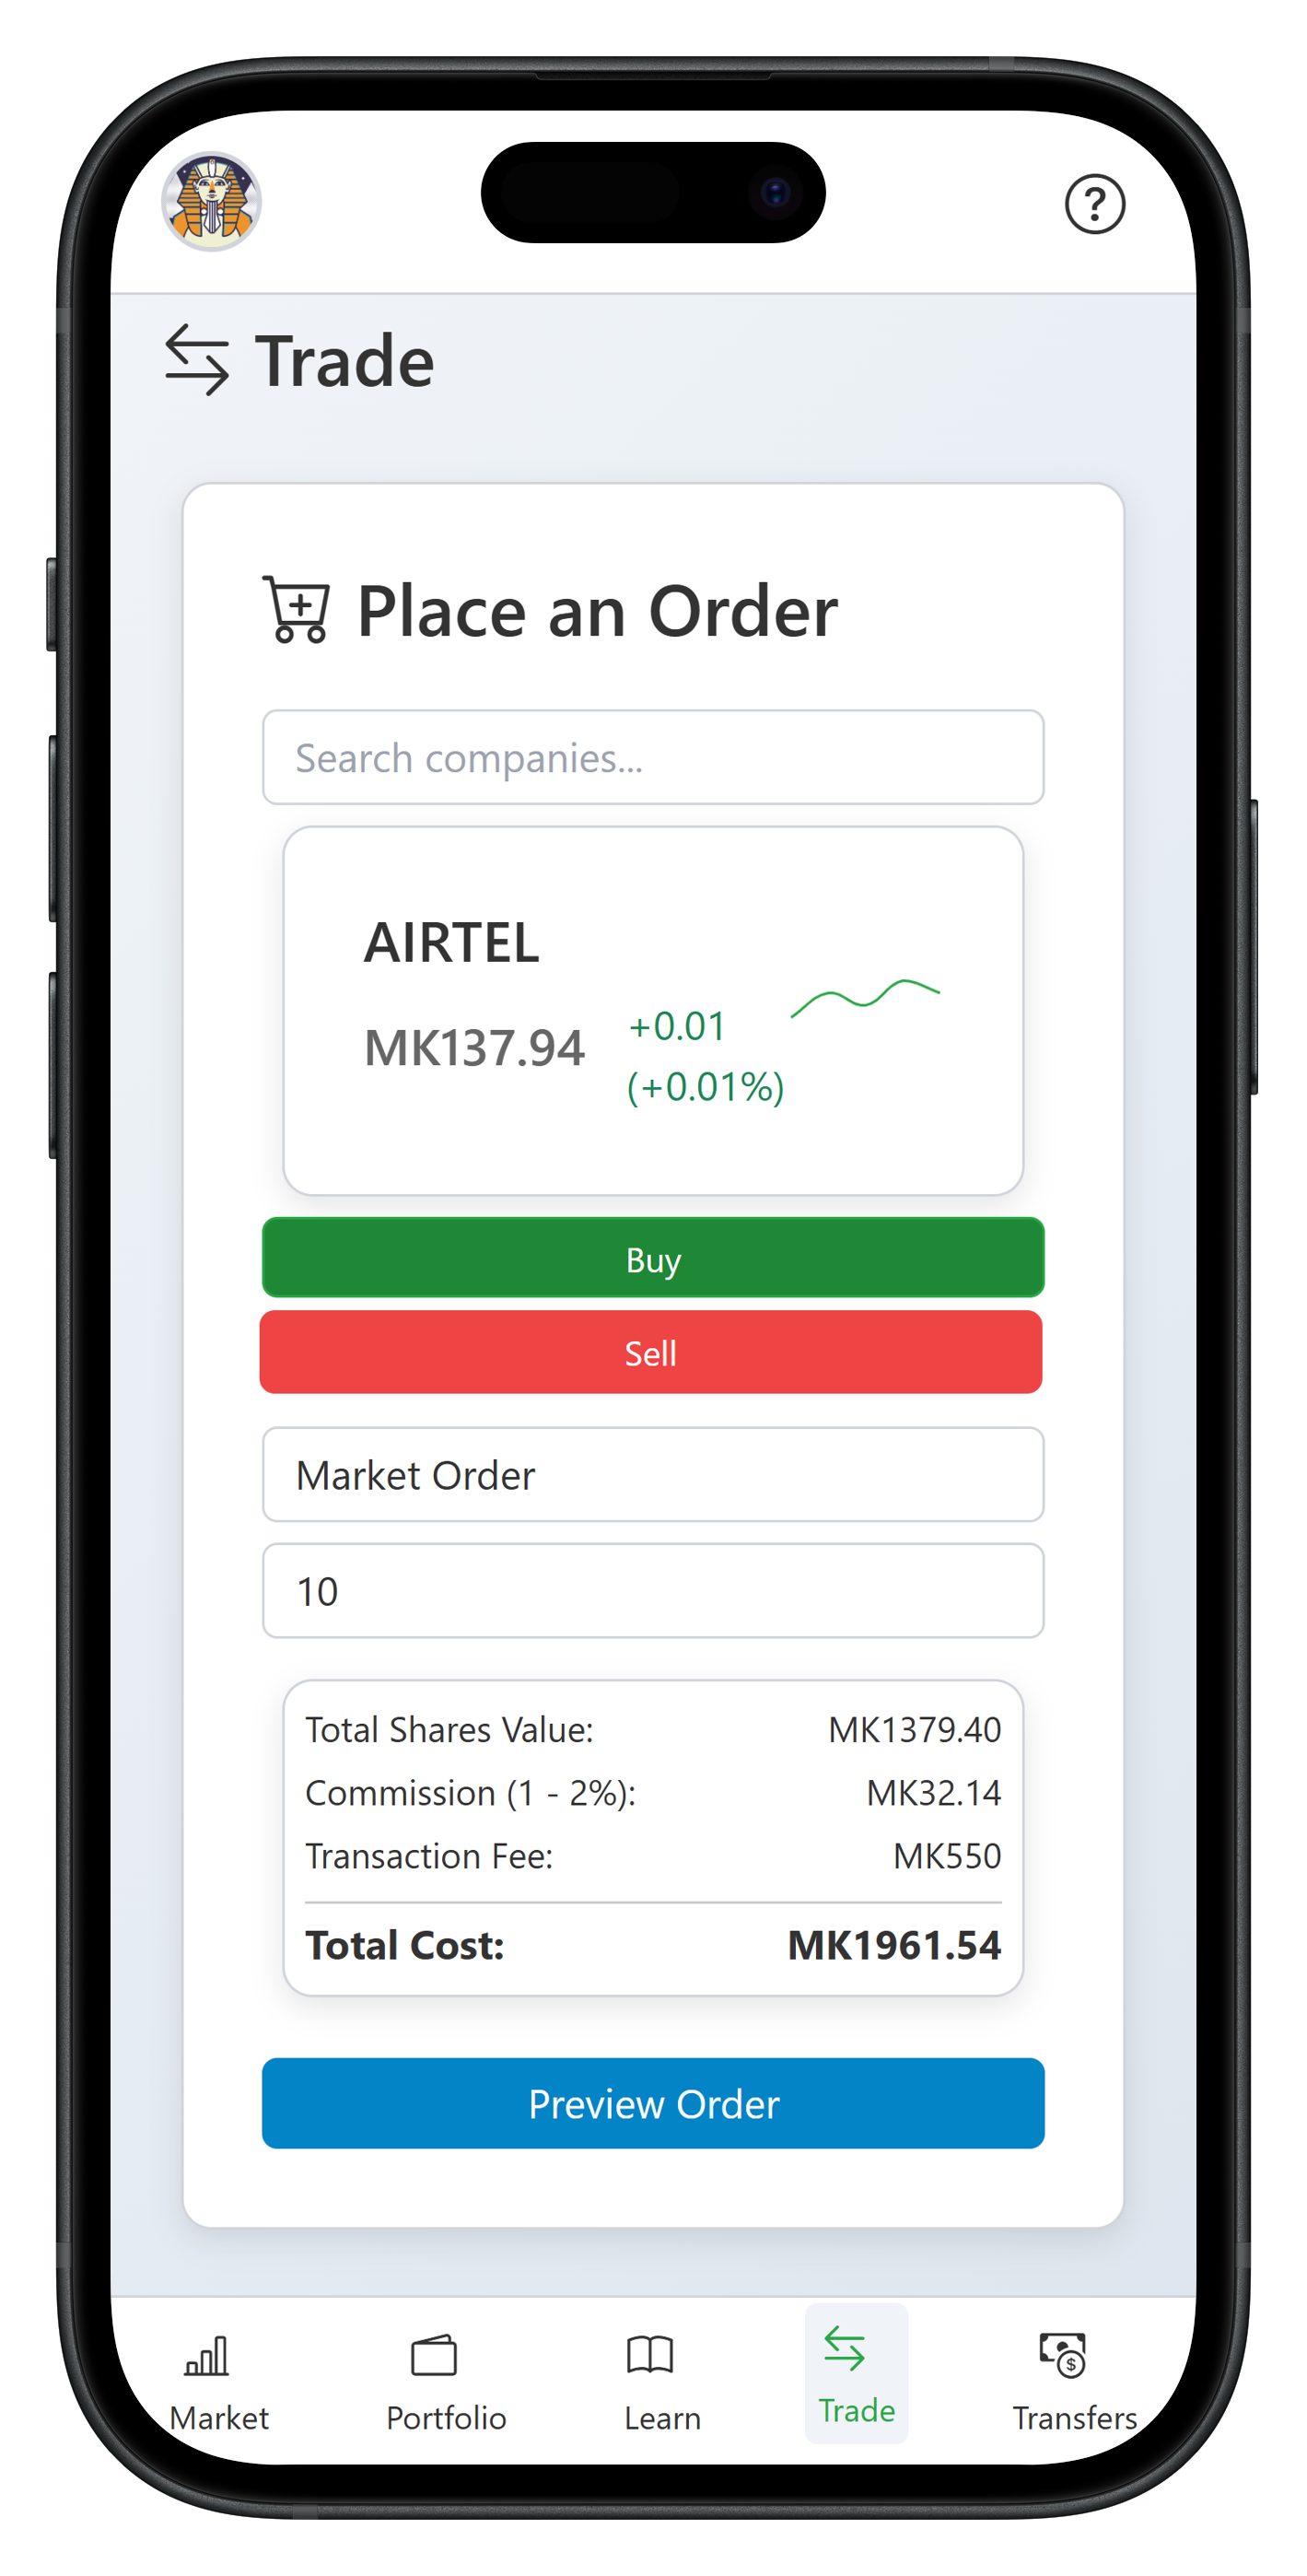 ?
Trade
Place an Order
Search companies...
AIRTEL
MK137.94
+0.01
(+0.01%)
Buy
Sell
Market Order
10
Total Shares Value: MK1379.40
Commission (1 - 2%): MK32.14
Transaction Fee: MK550
Total Cost: MK1961.54
Preview Order
Market Portfolio Learn Trade Transfers